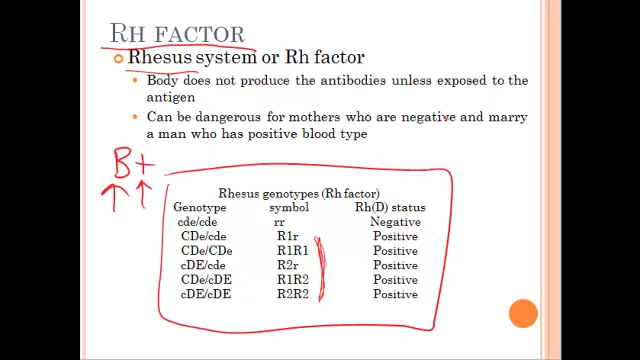 RH FACTOR
Rhesus system or Rh factor
Body does not produce the antibodies unless exposed to the
antigen
Can be dangerous for mothers who are negative and marry
a man who has positive blood type
B+
Rhesus genotypes (Rh factor)
Genotype symbol Rh(D) status
cde/cde rr Negative
CDe/cde R1r Positive
CDe/CDe R1R1 Positive
cDE/cde R2r Positive
CDe/cDE R1R2 Positive
cDE/cDE R2R2 Positive